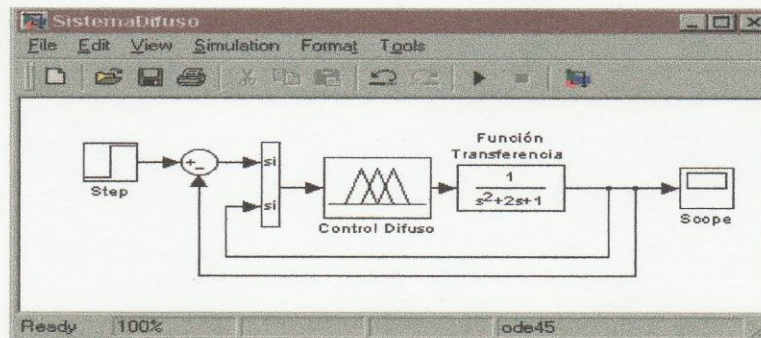 SistemaDifuso
File Edit View Simulation Format Tools
Función
Transferencia
+
-
si
si
1
s²+2s+1
Step
Control Difuso
Scope
Ready 100% ode45